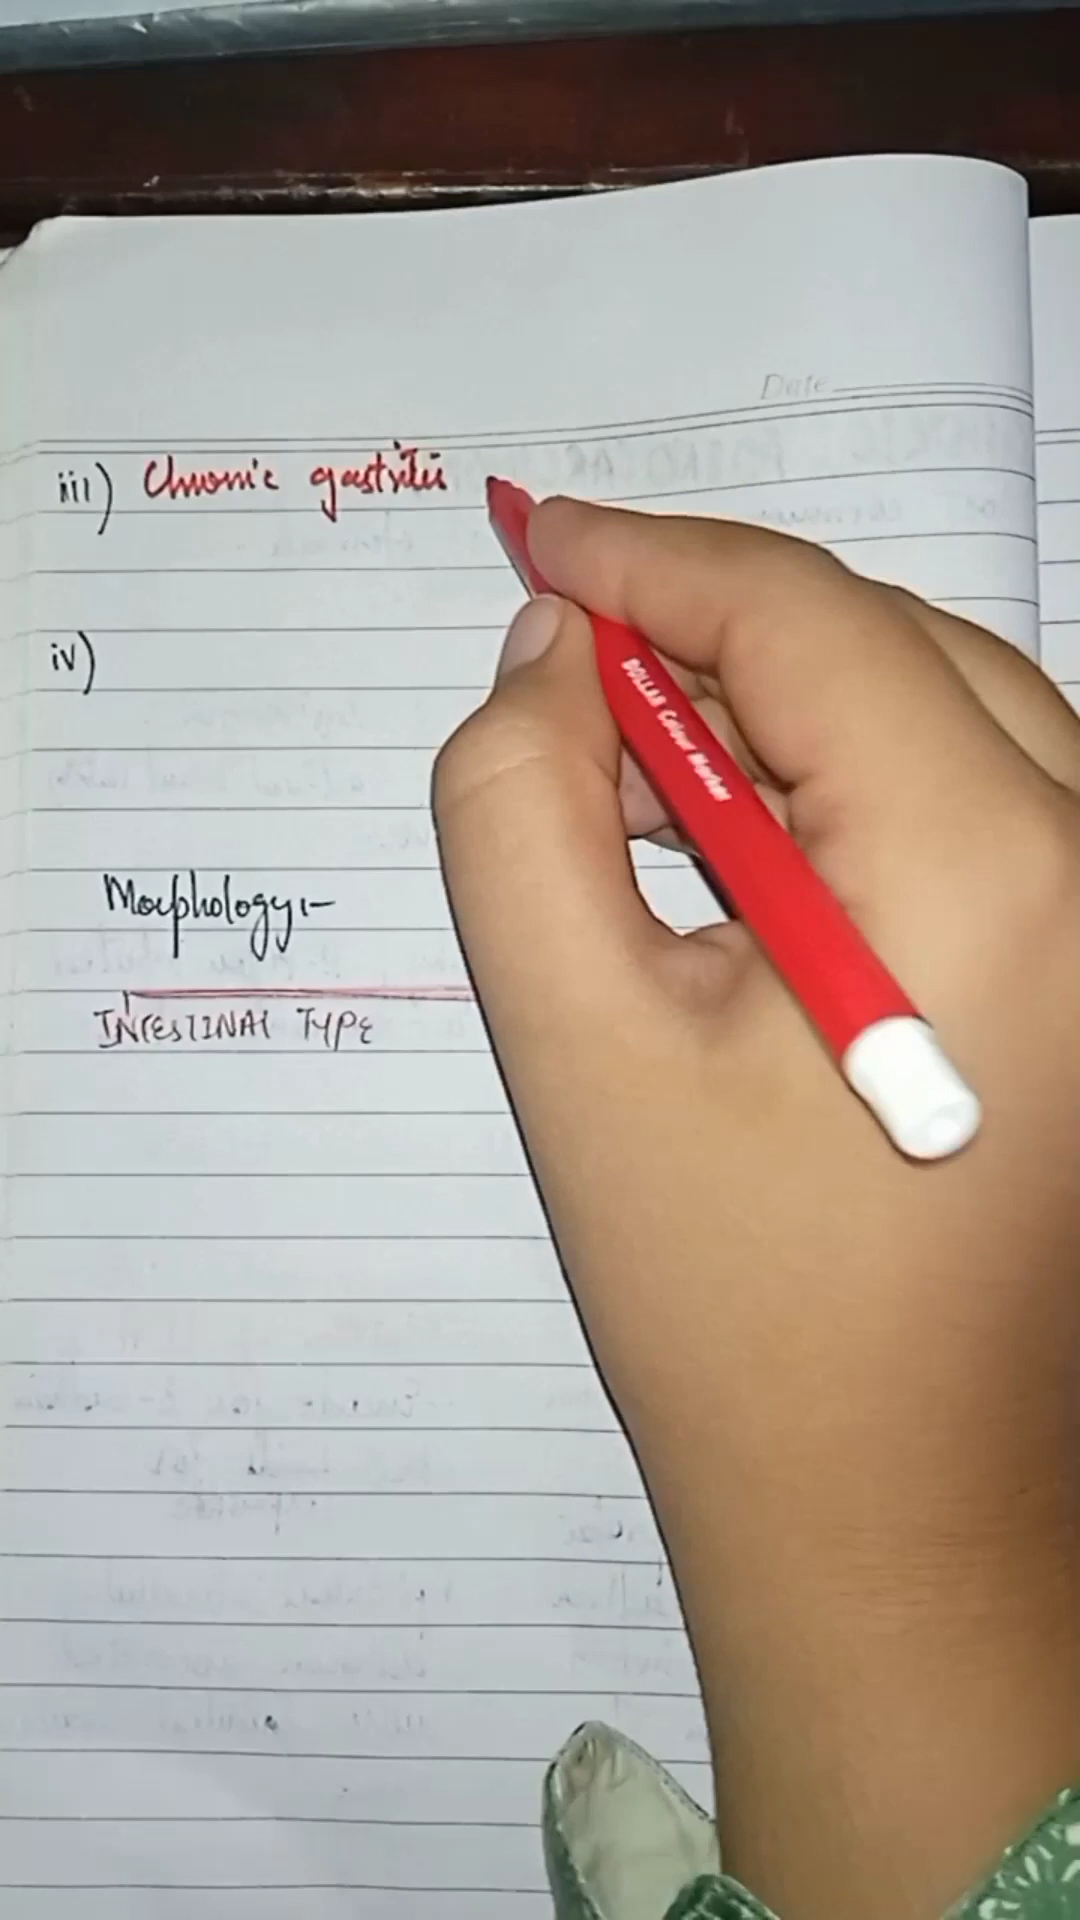 Date
iii) Chronic gastritis
iv)
Morphology:-
INTESTINAL TYPE
DOLLAR Colour Marker